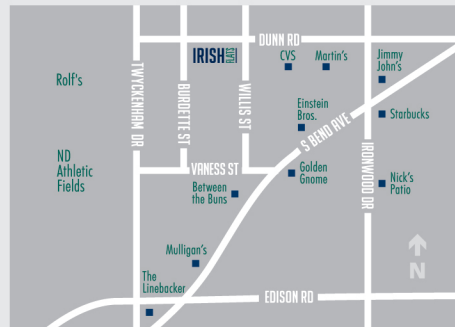 DUNN RD
IRISH FLATS
CVS
Martin's
Jimmy
John's
Rolf's
TWYCKENHAM DR
BURDETTE ST
WILLIS ST
Einstein
Bros.
Starbucks
S BEND AVE
IRONWOOD DR
ND
Athletic
Fields
VANESS ST
Golden
Gnome
Between
the Buns
Nick's
Patio
Mulligan's
N
The
Linebacker
EDISON RD